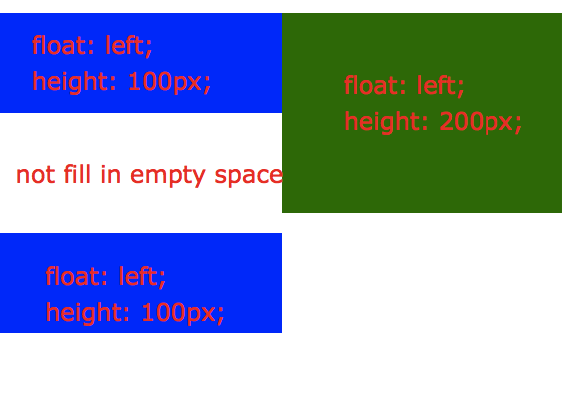 float: left;
height: 100px;
float: left;
height: 200px;
not fill in empty space
float: left;
height: 100px;